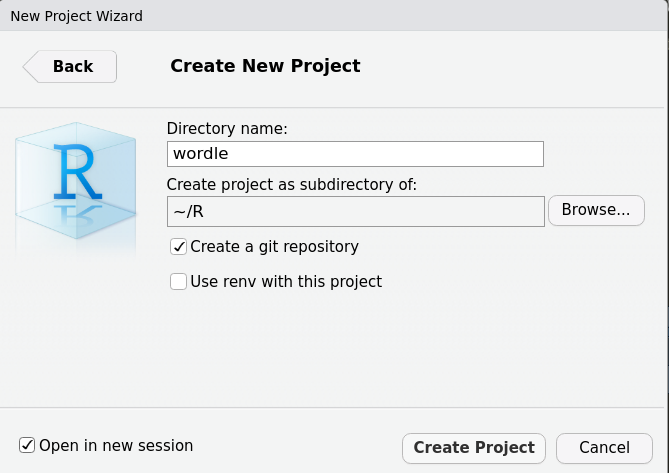 New Project Wizard
Back
Create New Project
R
Directory name:
wordle
Create project as subdirectory of:
~/R
Browse...
Create a git repository
Use renv with this project
Open in new session
Create Project
Cancel